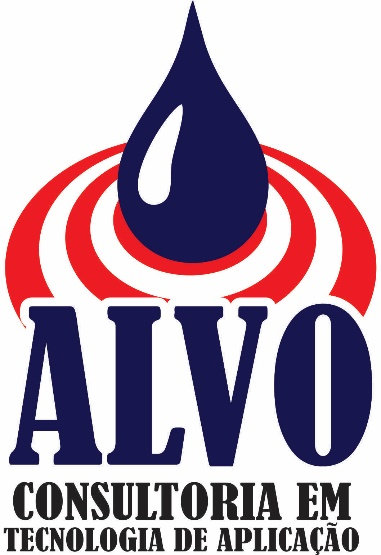 ALVO
CONSULTORIA EM
TECNOLOGIA DE APLICAÇÃO